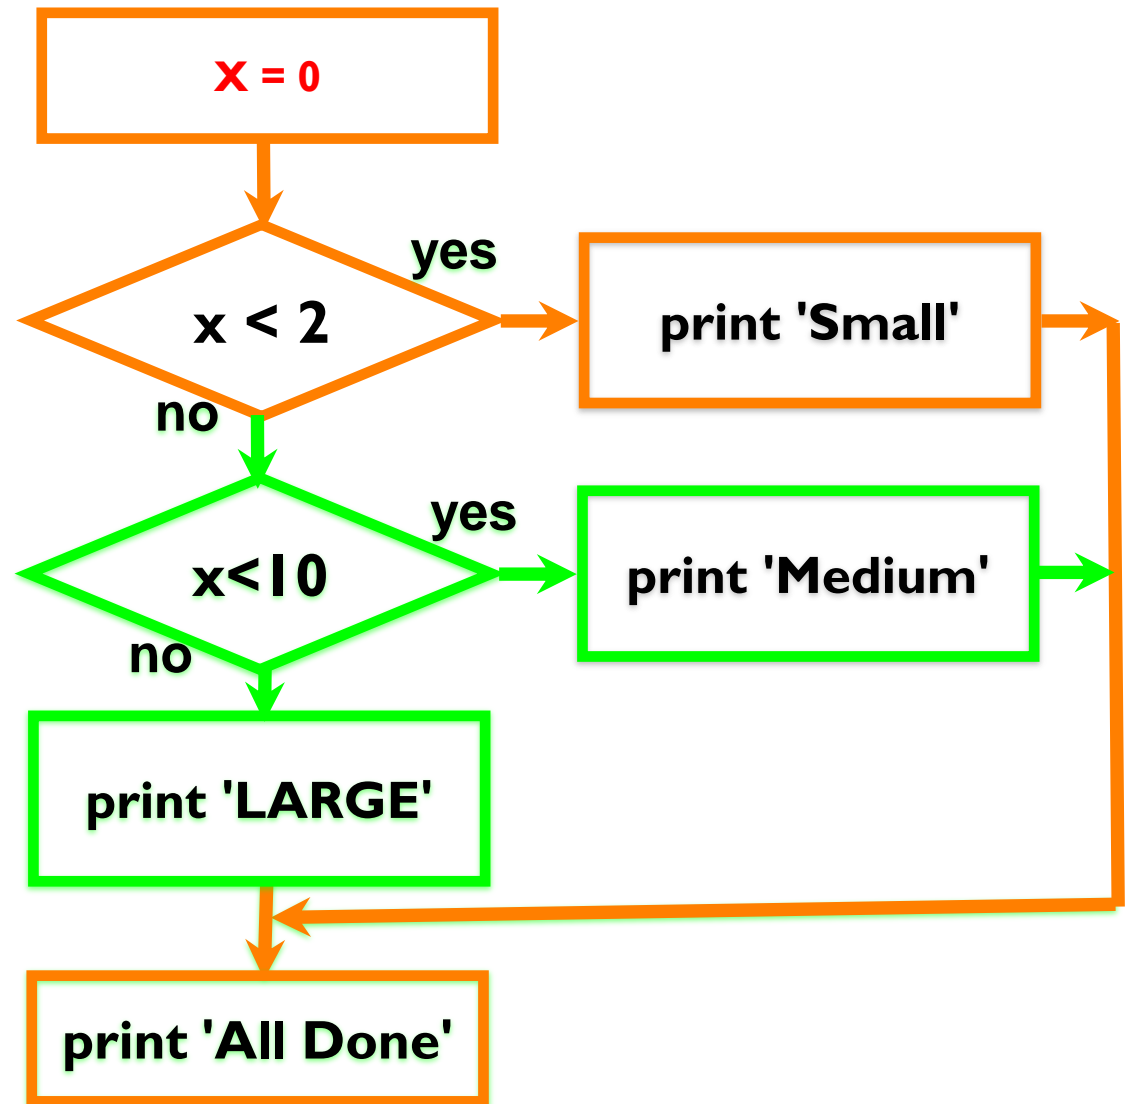 X = 0
yes
x < 2
print 'Small'
no
yes
x<10
print 'Medium'
no
print 'LARGE'
print 'All Done'